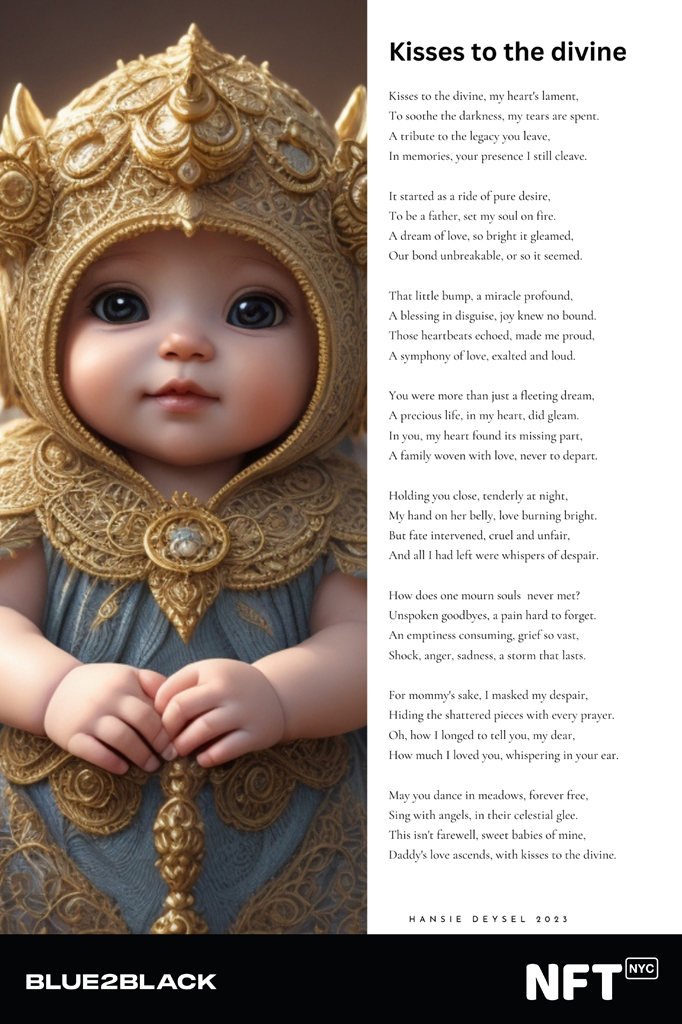 Kisses to the divine
Kisses to the divine, my heart's lament,
To soothe the darkness, my tears are spent.
A tribute to the legacy you leave,
In memories, your presence I still cleave.
It started as a ride of pure desire,
To be a father, set my soul on fire.
A dream of love, so bright it gleamed,
Our bond unbreakable, or so it seemed.
That little bump, a miracle profound,
A blessing in disguise, joy knew no bound.
Those heartbeats echoed, made me proud,
A symphony of love, exalted and loud.
You were more than just a fleeting dream,
A precious life, in my heart, did gleam.
In you, my heart found its missing part,
A family woven with love, never to depart.
Holding you close, tenderly at night,
My hand on her belly, love burning bright.
But fate intervened, cruel and unfair,
And all I had left were whispers of despair.
How does one mourn souls  never met?
Unspoken goodbyes, a pain hard to forget.
An emptiness consuming, grief so vast,
Shock, anger, sadness, a storm that lasts.
For mommy's sake, I masked my despair,
Hiding the shattered pieces with every prayer.
Oh, how I longed to tell you, my dear,
How much I loved you, whispering in your ear.
May you dance in meadows, forever free,
Sing with angels, in their celestial glee.
This isn't farewell, sweet babies of mine,
Daddy's love ascends, with kisses to the divine.
HANSIE DEYSEL 2023
BLUE2BLACK
NFT NYC